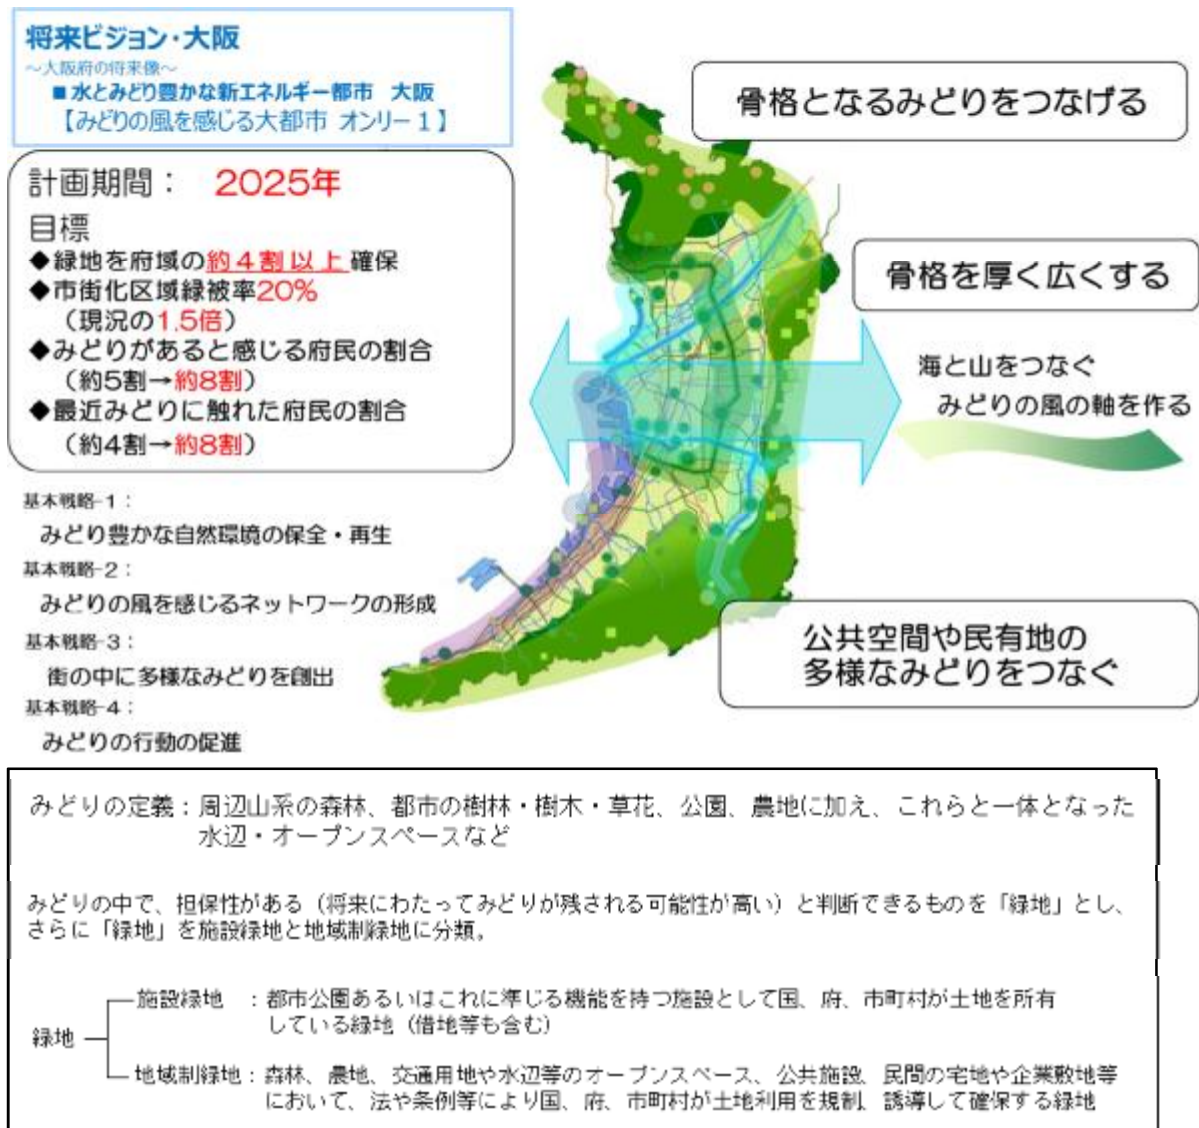 将来ビジョン・大阪
～大阪府の将来像～
■水とみどり豊かな新エネルギー都市 大阪
【みどりの風を感じる大都市 オンリー１】
計画期間： 2025年
目標
◆緑地を府域の約４割以上確保
◆市街化区域緑被率20%
（現況の1.5倍）
◆みどりがあると感じる府民の割合
（約5割→約8割）
◆最近みどりに触れた府民の割合
（約4割→約8割）
基本戦略-1：
みどり豊かな自然環境の保全・再生
基本戦略-2：
みどりの風を感じるネットワークの形成
基本戦略-3：
街の中に多様なみどりを創出
基本戦略-4：
みどりの行動の促進
骨格となるみどりをつなげる
骨格を厚く広くする
海と山をつなぐ
みどりの風の軸を作る
公共空間や民有地の
多様なみどりをつなぐ
みどりの定義：周辺山系の森林、都市の樹林・樹木・草花、公園、農地に加え、これらと一体となった
水辺・オープンスペースなど
みどりの中で、担保性がある（将来にわたってみどりが残される可能性が高い）と判断できるものを「緑地」とし、
さらに「緑地」を施設緑地と地域制緑地に分類。
緑地
施設緑地 ：都市公園あるいはこれに準じる機能を持つ施設として国、府、市町村が土地を所有
している緑地（借地等も含む）
地域制緑地：森林、農地、交通用地や水辺等のオープンスペース、公共施設、民間の宅地や企業敷地等
において、法や条例等により国、府、市町村が土地利用を規制、誘導して確保する緑地